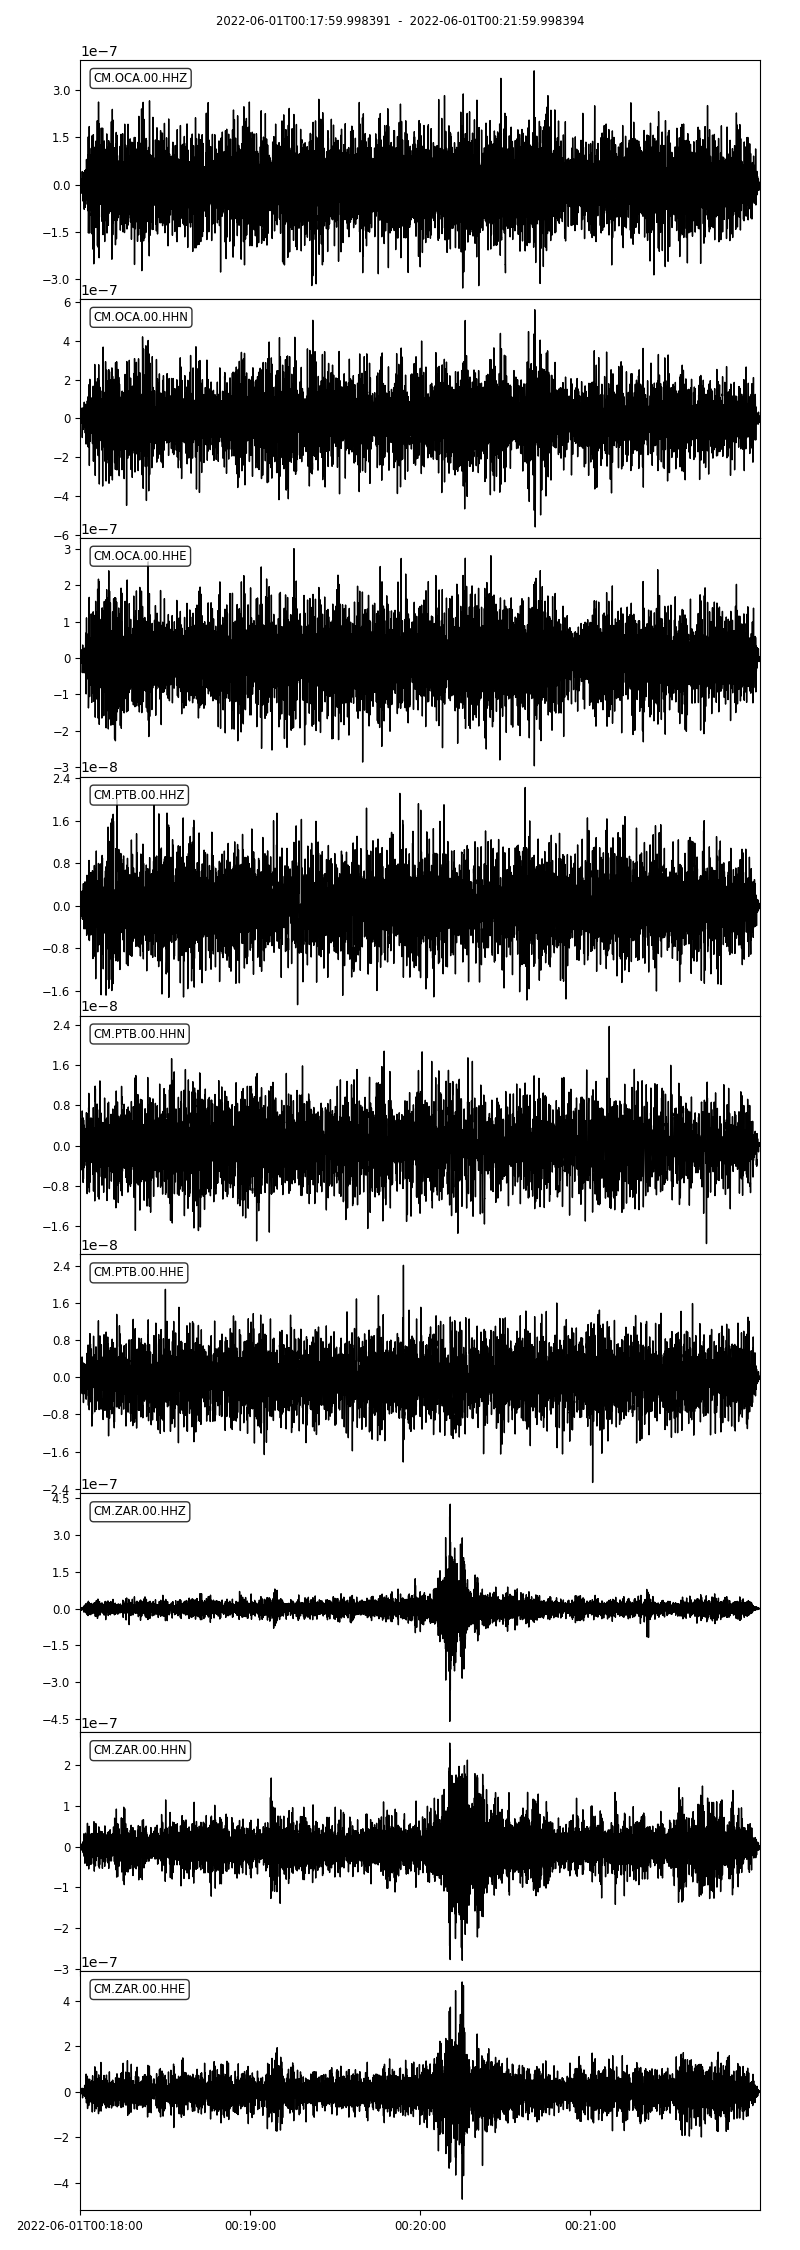 2022-06-01T00:17:59.998391 - 2022-06-01T00:21:59.998394
1e−7
CM.OCA.00.HHZ
3.0
1.5
0.0
−1.5
−3.0
1e−7
6
CM.OCA.00.HHN
4
2
0
−2
−4
−6
1e−7
CM.OCA.00.HHE
3
2
1
0
−1
−2
−3
1e−8
2.4
CM.PTB.00.HHZ
1.6
0.8
0.0
−0.8
−1.6
1e−8
2.4
CM.PTB.00.HHN
1.6
0.8
0.0
−0.8
−1.6
1e−8
2.4
CM.PTB.00.HHE
1.6
0.8
0.0
−0.8
−1.6
−2.4
1e−7
4.5
CM.ZAR.00.HHZ
3.0
1.5
0.0
−1.5
−3.0
−4.5
1e−7
CM.ZAR.00.HHN
2
1
0
−1
−2
−3
1e−7
CM.ZAR.00.HHE
4
2
0
−2
−4
2022-06-01T00:18:00 00:19:00 00:20:00 00:21:00